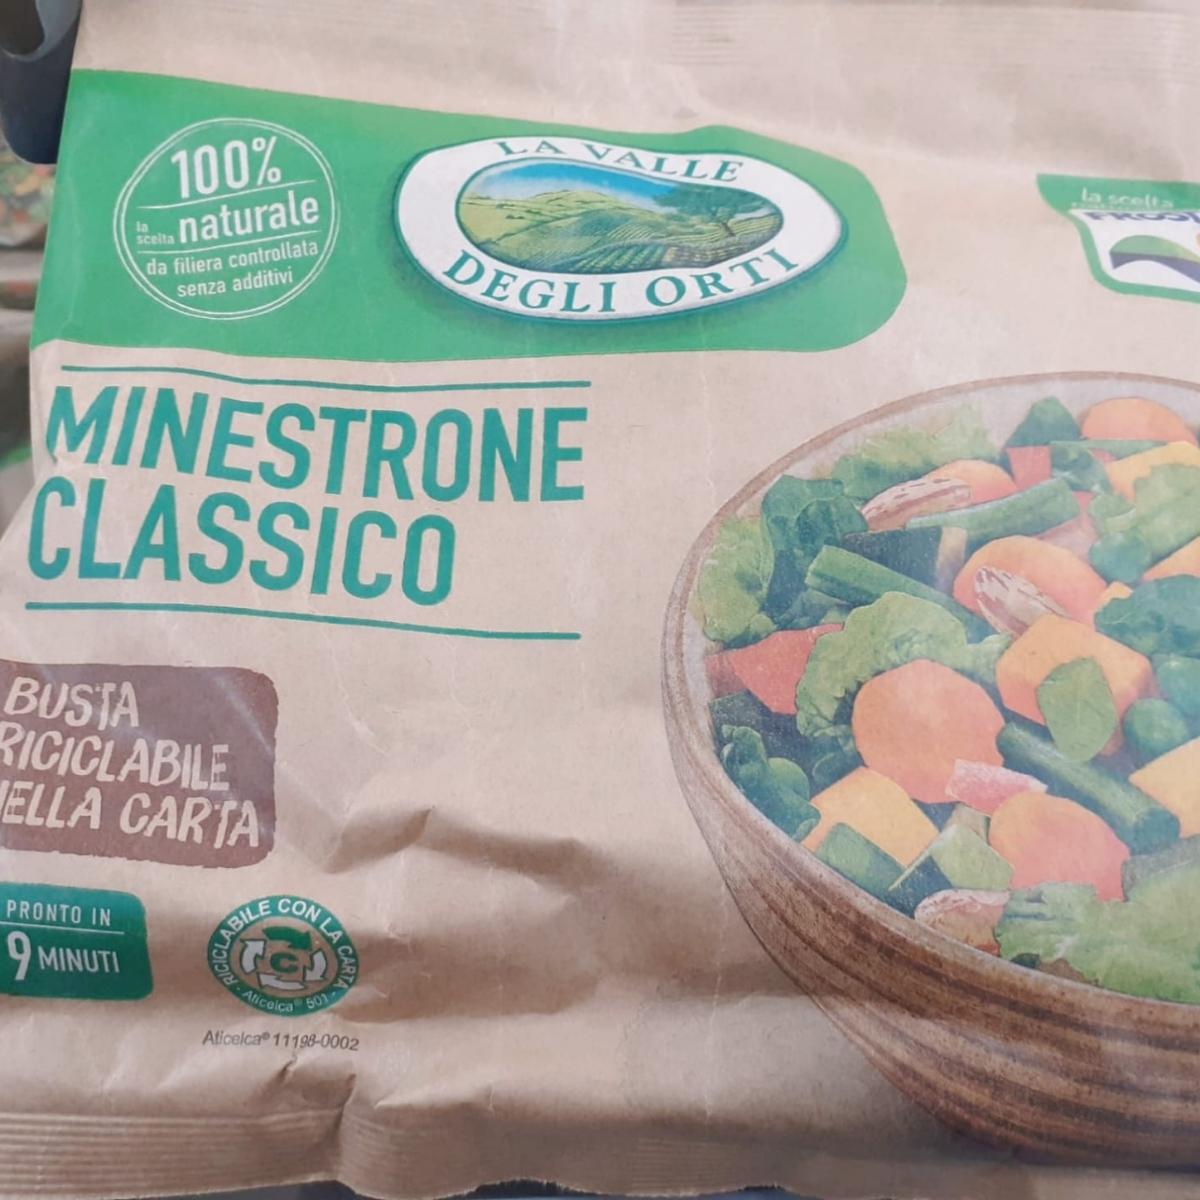 100%
la scelta naturale
da filiera controllata
senza additivi
LA VALLE
DEGLI ORTI
la scelta
MINESTRONE
CLASSICO
BUSTA
RICICLABILE
NELLA CARTA
PRONTO IN
9 MINUTI
RICICLABILE CON LA CARTA
Aticelca® 501
Aticelca® 11198-0002